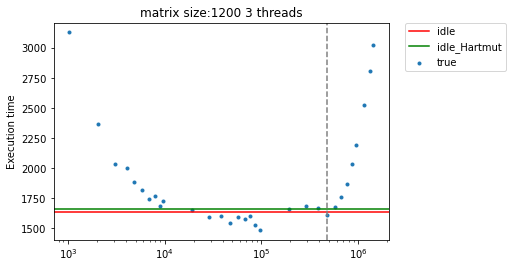 matrix size:1200 3 threads
idle
idle_Hartmut
true
Execution time
3000
2750
2500
2250
2000
1750
1500
10³
10⁴
10⁵
10⁶